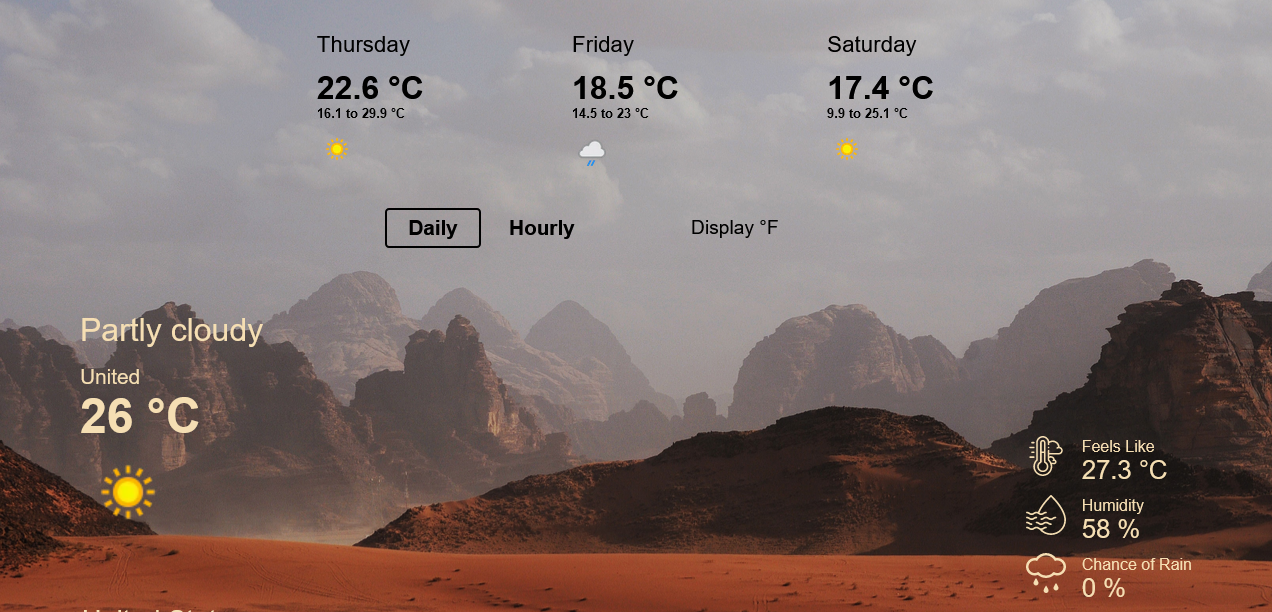 Thursday
22.6 °C
16.1 to 29.9 °C
Friday
18.5 °C
14.5 to 23 °C
Saturday
17.4 °C
9.9 to 25.1 °C
Daily
Hourly
Display °F
Partly cloudy
United
26 °C
Feels Like
27.3 °C
Humidity
58 %
Chance of Rain
0 %